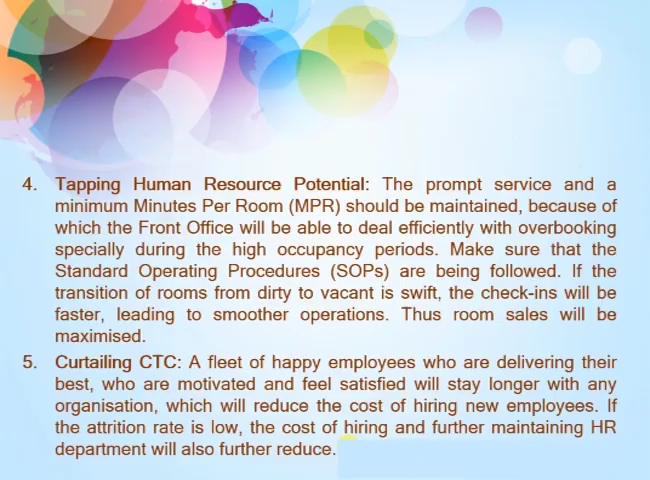 4. Tapping Human Resource Potential: The prompt service and a
minimum Minutes Per Room (MPR) should be maintained, because of
which the Front Office will be able to deal efficiently with overbooking
specially during the high occupancy periods. Make sure that the
Standard Operating Procedures (SOPs) are being followed. If the
transition of rooms from dirty to vacant is swift, the check-ins will be
faster, leading to smoother operations. Thus room sales will be
maximised.
5. Curtailing CTC: A fleet of happy employees who are delivering their
best, who are motivated and feel satisfied will stay longer with any
organisation, which will reduce the cost of hiring new employees. If
the attrition rate is low, the cost of hiring and further maintaining HR
department will also further reduce.